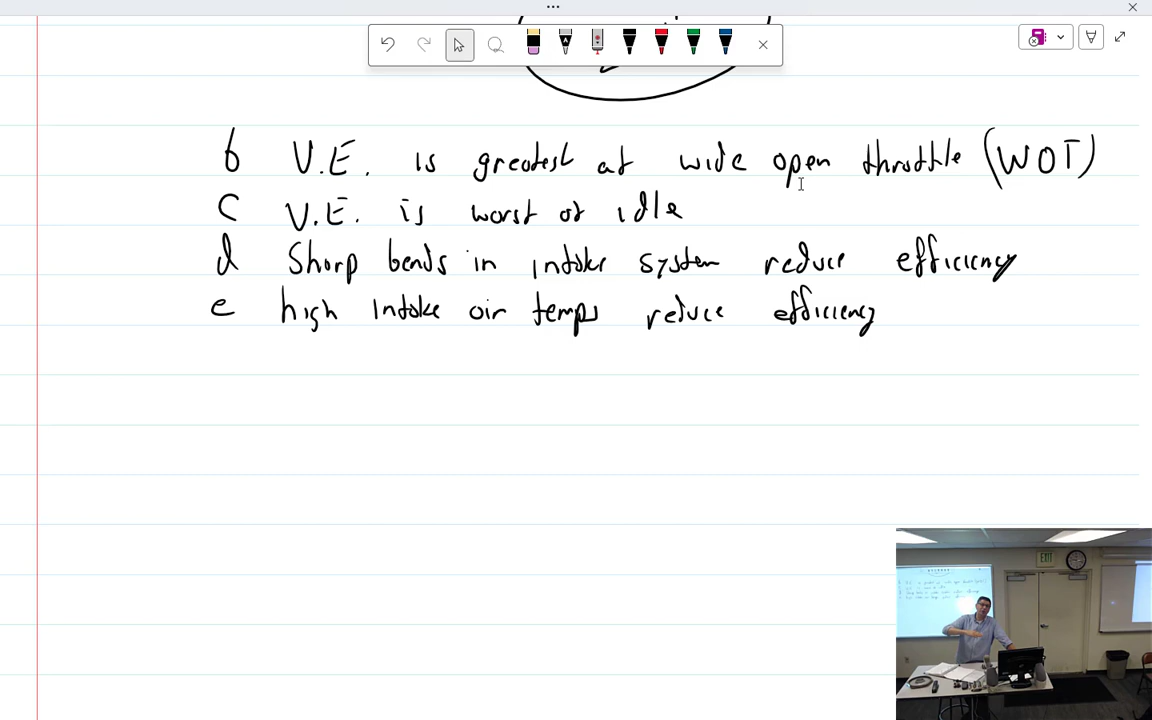 b V.E. is greatest at wide open throttle (WOT)
c V.E. is worst at idle
d Sharp bends in intake system reduce efficiency
e high intake air temps reduce efficiency
EXIT